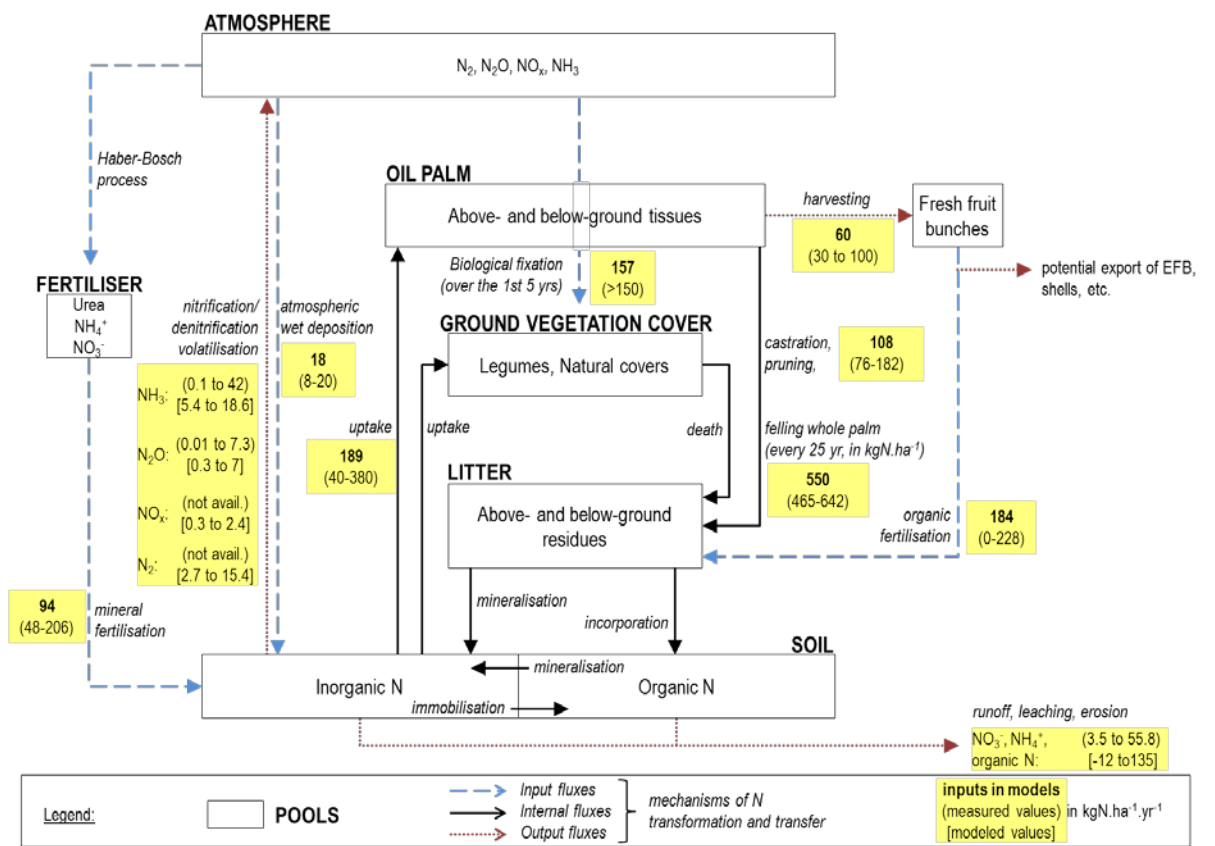 ATMOSPHERE
N₂, N₂O, NOₓ, NH₃
Haber-Bosch
process
OIL PALM
Above- and below-ground tissues
harvesting
60
(30 to 100)
Fresh fruit
bunches
potential export of EFB,
shells, etc.
Biological fixation
(over the 1st 5 yrs)
157
(>150)
FERTILISER
Urea
NH₄⁺
NO₃⁻
nitrification/
denitrification
volatilisation
atmospheric
wet deposition
18
(8-20)
GROUND VEGETATION COVER
Legumes, Natural covers
castration,
pruning,
108
(76-182)
NH₃: (0.1 to 42)
[5.4 to 18.6]
N₂O: (0.01 to 7.3)
[0.3 to 7]
NOₓ: (not avail.)
[0.3 to 2.4]
N₂: (not avail.)
[2.7 to 15.4]
uptake
189
(40-380)
uptake
death
felling whole palm
(every 25 yr, in kgN.ha⁻¹)
550
(465-642)
LITTER
Above- and below-ground
residues
organic
fertilisation
184
(0-228)
94
(48-206)
mineral
fertilisation
mineralisation
incorporation
SOIL
Inorganic N
mineralisation
Organic N
immobilisation
runoff, leaching, erosion
NO₃⁻, NH₄⁺, (3.5 to 55.8)
organic N: [-12 to135]
Legend:
POOLS
Input fluxes
Internal fluxes
Output fluxes
mechanisms of N
transformation and transfer
inputs in models
(measured values) in kgN.ha⁻¹.yr⁻¹
[modeled values]